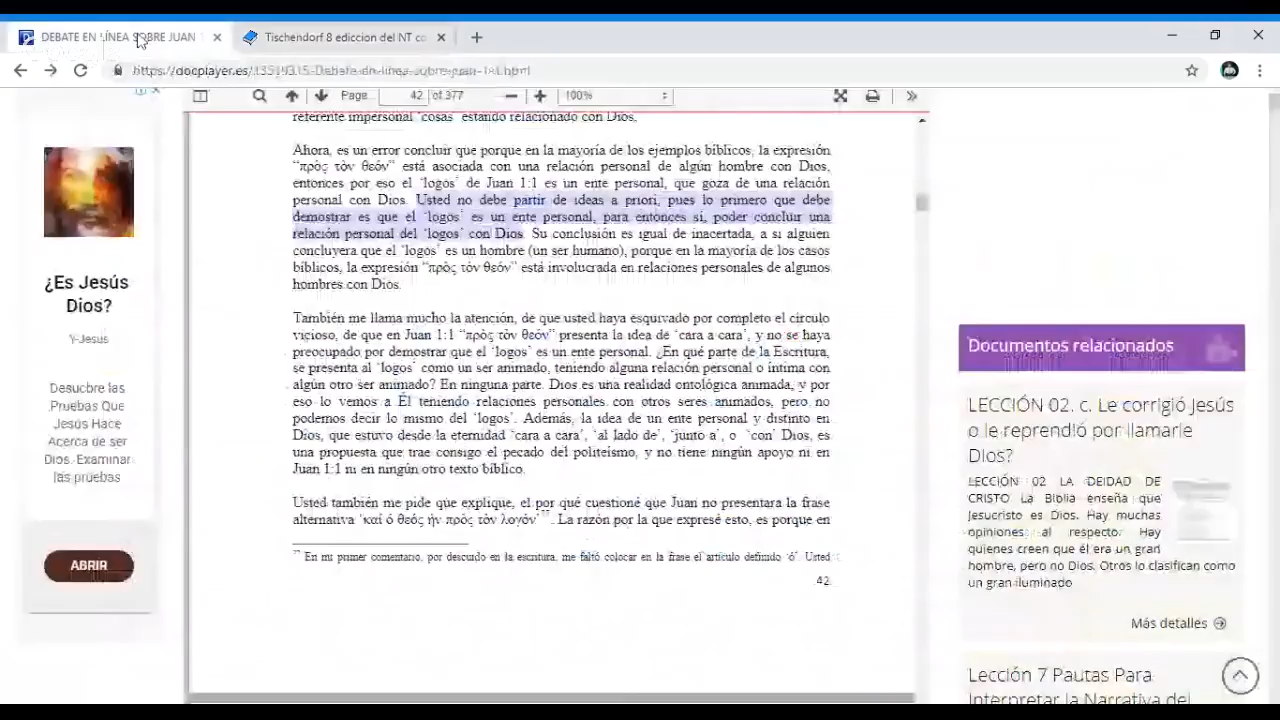 DEBATE EN LÍNEA SOBRE JUAN 1
Tischendorf 8 ediccion del NT co
Page:
42
of 377
100%
referente impersonal 'cosas' estando relacionado con Dios.
Ahora, es un error concluir que porque en la mayoría de los ejemplos bíblicos, la expresión
“πρὸς τὸν θεόν” está asociada con una relación personal de algún hombre con Dios,
entonces por eso el 'logos' de Juan 1:1 es un ente personal, que goza de una relación
personal con Dios. Usted no debe partir de ideas a priori, pues lo primero que debe
demostrar es que el 'logos' es un ente personal, para entonces si, poder concluir una
relación personal del 'logos' con Dios. Su conclusión es igual de inacertada, a si alguien
concluyera que el 'logos' es un hombre (un ser humano), porque en la mayoría de los casos
bíblicos, la expresión “πρὸς τὸν θεόν” está involucrada en relaciones personales de algunos
hombres con Dios.
También me llama mucho la atención, de que usted haya esquivado por completo el círculo
vicioso, de que en Juan 1:1 “πρὸς τὸν θεόν” presenta la idea de 'cara a cara', y no se haya
preocupado por demostrar que el 'logos' es un ente personal. ¿En qué parte de la Escritura,
se presenta al 'logos' como un ser animado, teniendo alguna relación personal o íntima con
algún otro ser animado? En ninguna parte. Dios es una realidad ontológica animada, y por
eso lo vemos a Él teniendo relaciones personales con otros seres animados, pero no
podemos decir lo mismo del 'logos'. Además, la idea de un ente personal y distinto en
Dios, que estuvo desde la eternidad 'cara a cara', 'al lado de', 'junto a', o 'con' Dios, es
una propuesta que trae consigo el pecado del politeísmo, y no tiene ningún apoyo ni en
Juan 1:1 ni en ningún otro texto bíblico.
Usted también me pide que explique, el por qué cuestioné que Juan no presentara la frase
alternativa 'καί ὁ θεός ἦν πρὸς τὸν λογόν'. La razón por la que expresé esto, es porque en
En mi primer comentario, por descuido en la escritura, me faltó colocar en la frase el artículo definido 'ὁ'. Usted
42
¿Es Jesús
Dios?
Y-Jesús
Desucbre las
Pruebas Que
Jesús Hace
Acerca de ser
Dios. Examinar
las pruebas
ABRIR
Documentos relacionados
LECCIÓN 02. c. Le corrigió Jesús
o le reprendió por llamarle
Dios?
LECCIÓN 02 LA DEIDAD DE
CRISTO La Biblia enseña que
Jesucristo es Dios. Hay muchas
opiniones al respecto. Hay
quienes creen que él era un gran
hombre, pero no Dios. Otros lo clasifican como
un gran iluminado
Más detalles
Lección 7 Pautas Para
Interpretar la Narrativa del